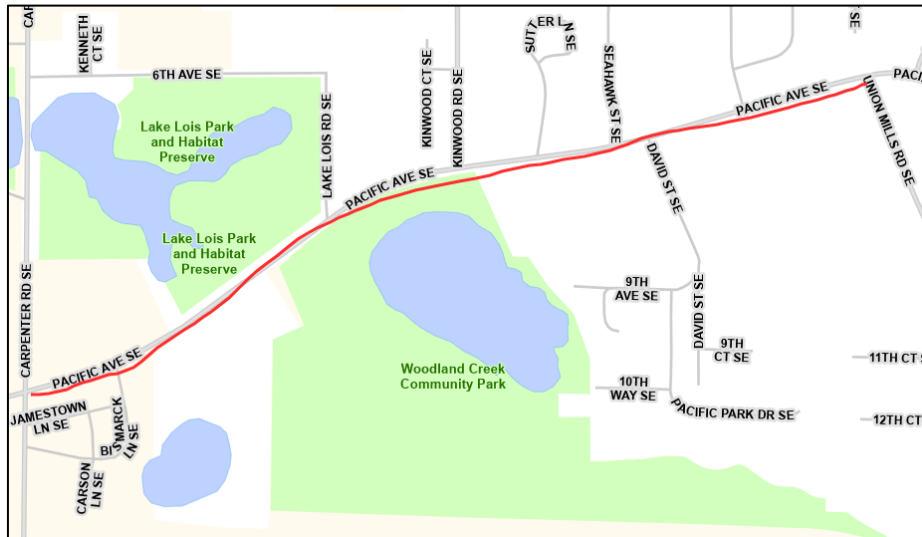 CAR
KENNETH
CT SE
6TH AVE SE
Lake Lois Park
and Habitat
Preserve
Lake Lois Park
and Habitat
Preserve
LAKE LOIS RD SE
KINWOOD CT SE
KINWOOD RD SE
SUTTER LN SE
SEAHAWK ST SE
ST SE
PACIFIC AVE SE
PACIF
UNION MILLS RD SE
PACIFIC AVE SE
DAVID ST SE
CARPENTER RD SE
9TH
AVE SE
DAVID ST SE
9TH
CT SE
11TH CT S
PACIFIC AVE SE
Woodland Creek
Community Park
10TH
WAY SE
PACIFIC PARK DR SE
12TH CT
JAMESTOWN
LN SE
BISMARCK
LN SE
CARSON
LN SE